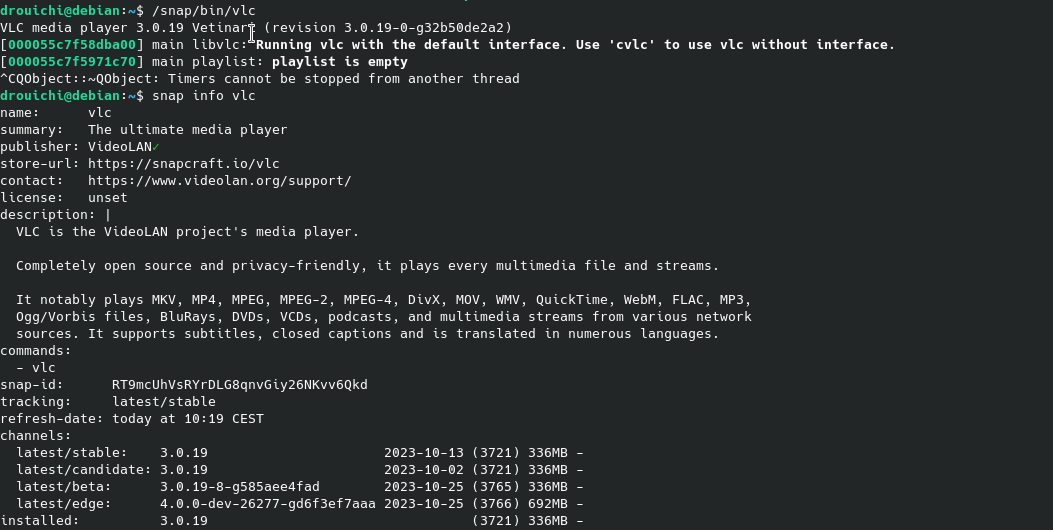 drouichi@debian:~$ /snap/bin/vlc
VLC media player 3.0.19 Vetinari (revision 3.0.19-0-g32b50de2a2)
[000055c7f58dba00] main libvlc: Running vlc with the default interface. Use 'cvlc' to use vlc without interface.
[000055c7f5971c70] main playlist: playlist is empty
^CQObject::~QObject: Timers cannot be stopped from another thread
drouichi@debian:~$ snap info vlc
name:      vlc
summary:   The ultimate media player
publisher: VideoLAN✓
store-url: https://snapcraft.io/vlc
contact:   https://www.videolan.org/support/
license:   unset
description: |
  VLC is the VideoLAN project's media player.
  Completely open source and privacy-friendly, it plays every multimedia file and streams.
  It notably plays MKV, MP4, MPEG, MPEG-2, MPEG-4, DivX, MOV, WMV, QuickTime, WebM, FLAC, MP3,
  Ogg/Vorbis files, BluRays, DVDs, VCDs, podcasts, and multimedia streams from various network
  sources. It supports subtitles, closed captions and is translated in numerous languages.
commands:
  - vlc
snap-id:      RT9mcUhVsRYrDLG8qnvGiy26NKvv6Qkd
tracking:     latest/stable
refresh-date: today at 10:19 CEST
channels:
  latest/stable:    3.0.19                      2023-10-13 (3721) 336MB -
  latest/candidate: 3.0.19                      2023-10-02 (3721) 336MB -
  latest/beta:      3.0.19-8-g585aee4fad        2023-10-25 (3765) 336MB -
  latest/edge:      4.0.0-dev-26277-gd6f3ef7aaa 2023-10-25 (3766) 692MB -
installed:          3.0.19                                 (3721) 336MB -